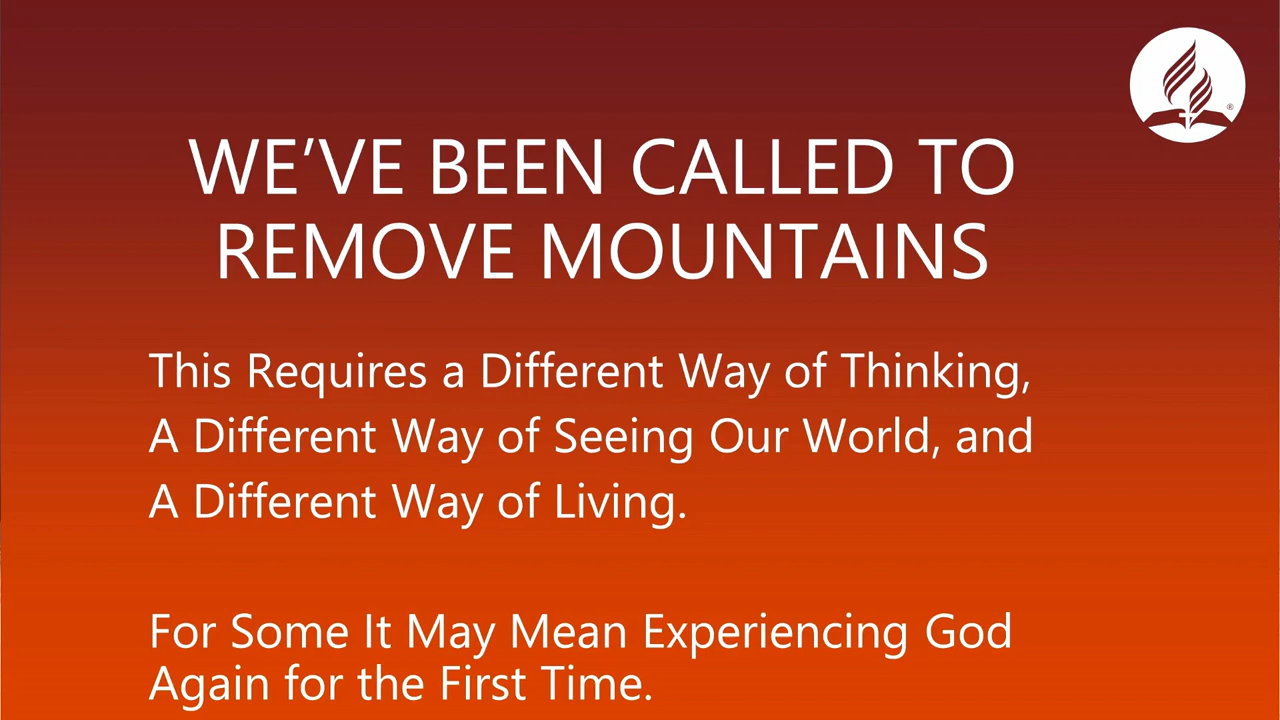 WE’VE BEEN CALLED TO
REMOVE MOUNTAINS
This Requires a Different Way of Thinking,
A Different Way of Seeing Our World, and
A Different Way of Living.
For Some It May Mean Experiencing God
Again for the First Time.
®